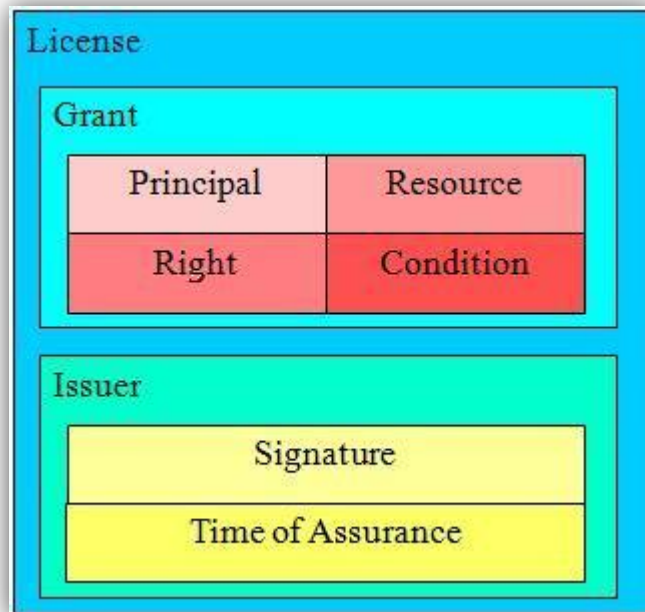 License
Grant
Principal Resource
Right Condition
Issuer
Signature
Time of Assurance